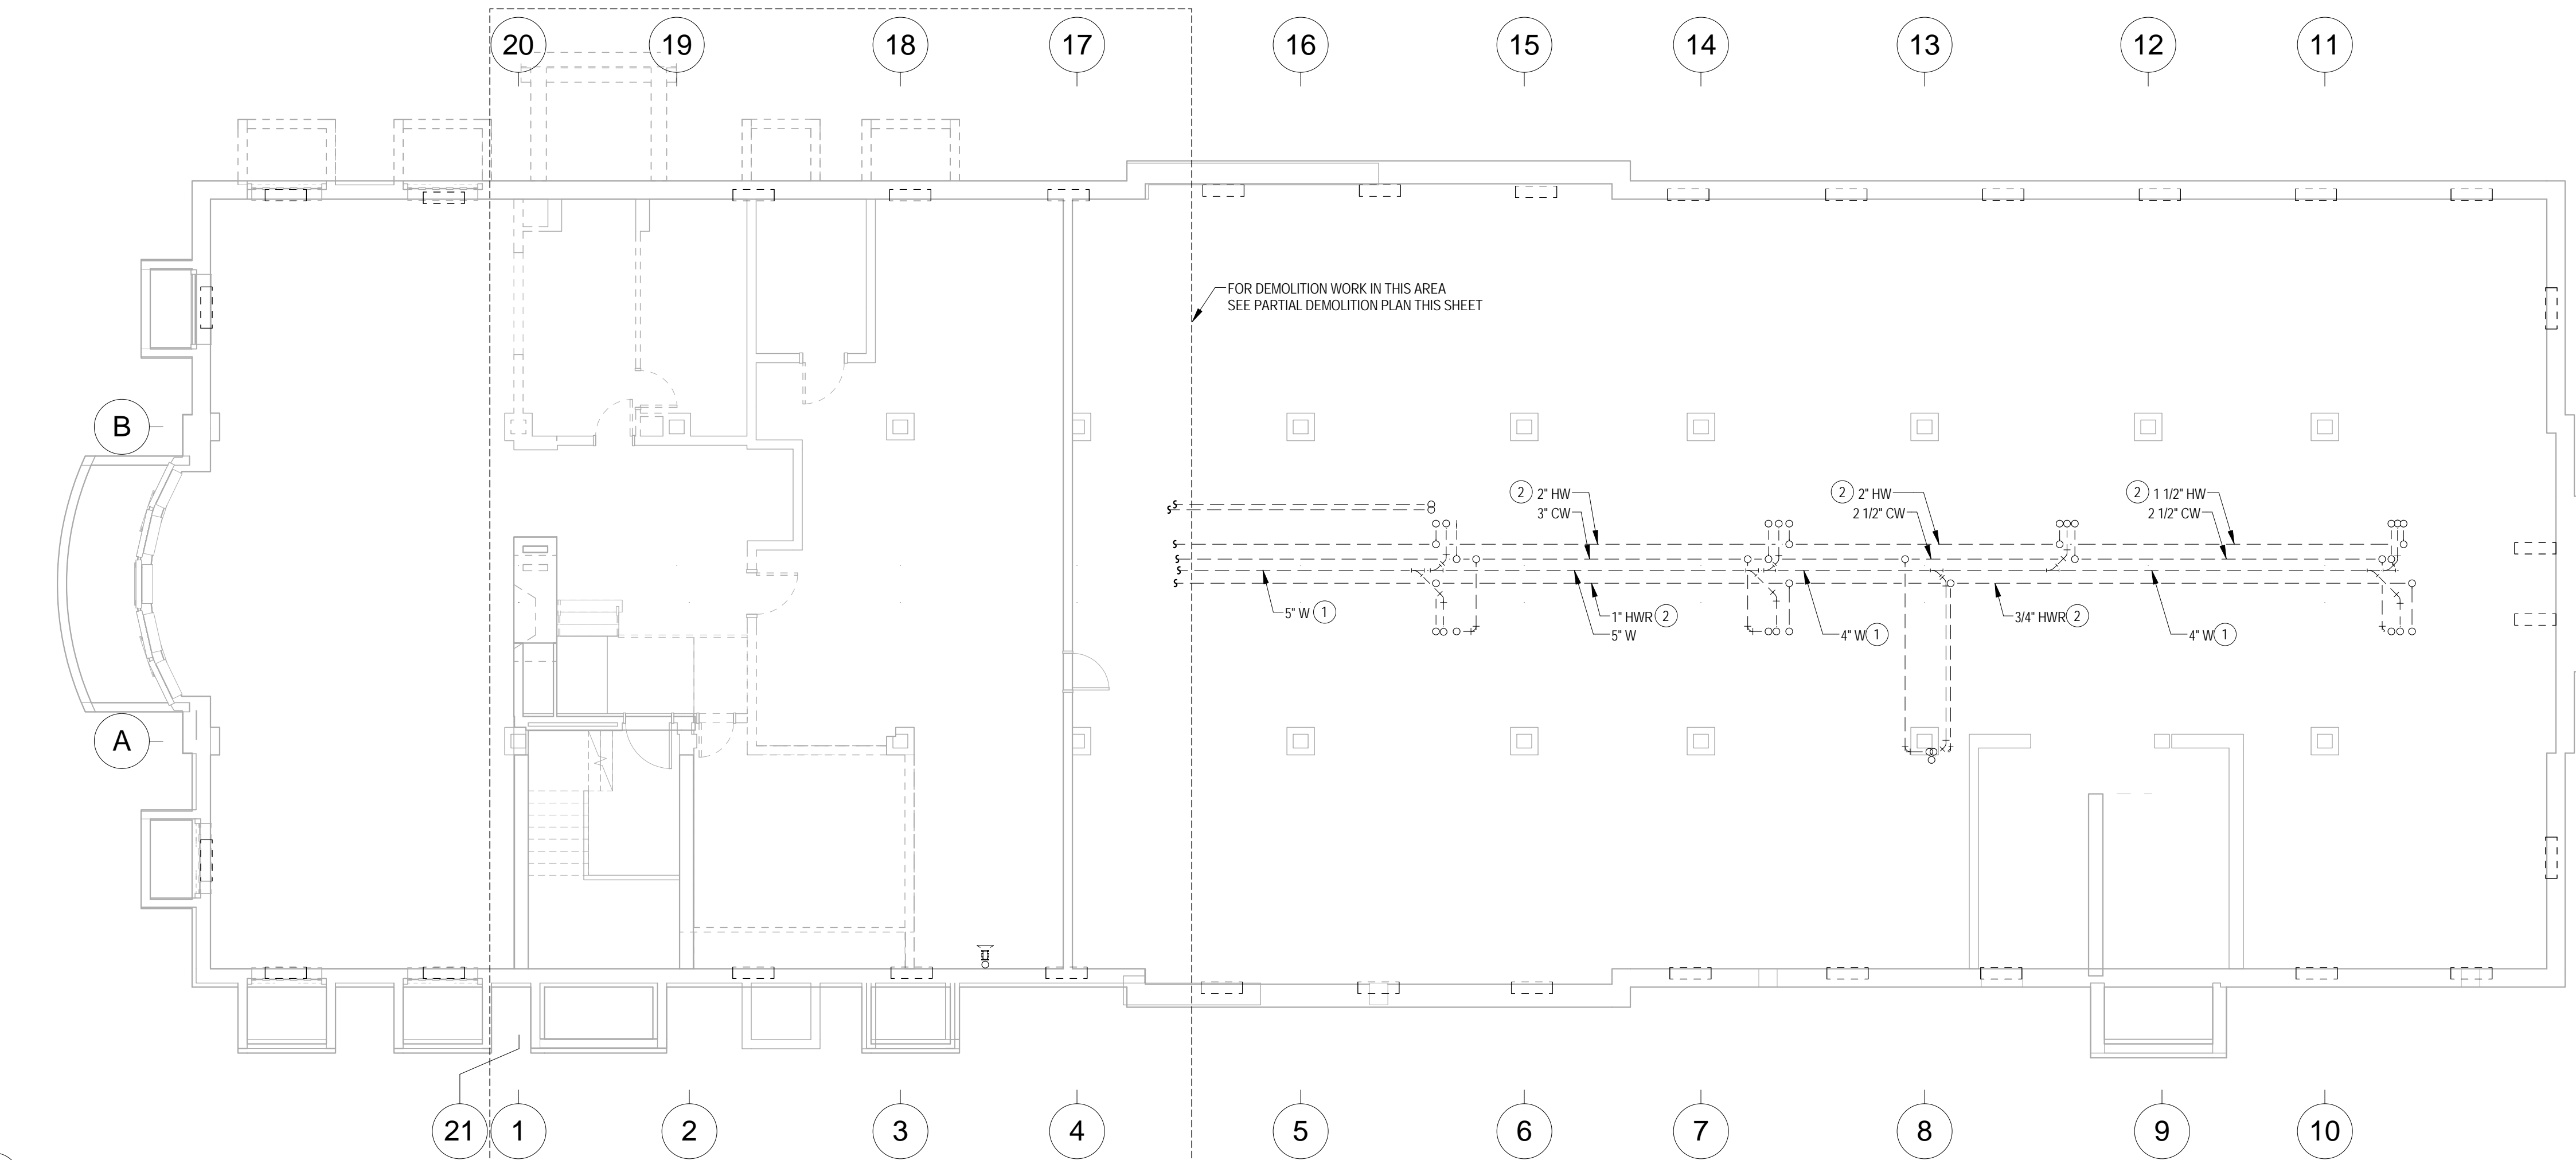 20
19
18
17
16
15
14
13
12
11
FOR DEMOLITION WORK IN THIS AREA
SEE PARTIAL DEMOLITION PLAN THIS SHEET
B
2 2" HW
3" CW
2 2" HW
2 1/2" CW
2 1 1/2" HW
2 1/2" CW
S
S
S
S
S
S
5" W 1
1" HWR 2
5" W
4" W 1
3/4" HWR 2
4" W 1
A
21
1
2
3
4
5
6
7
8
9
10